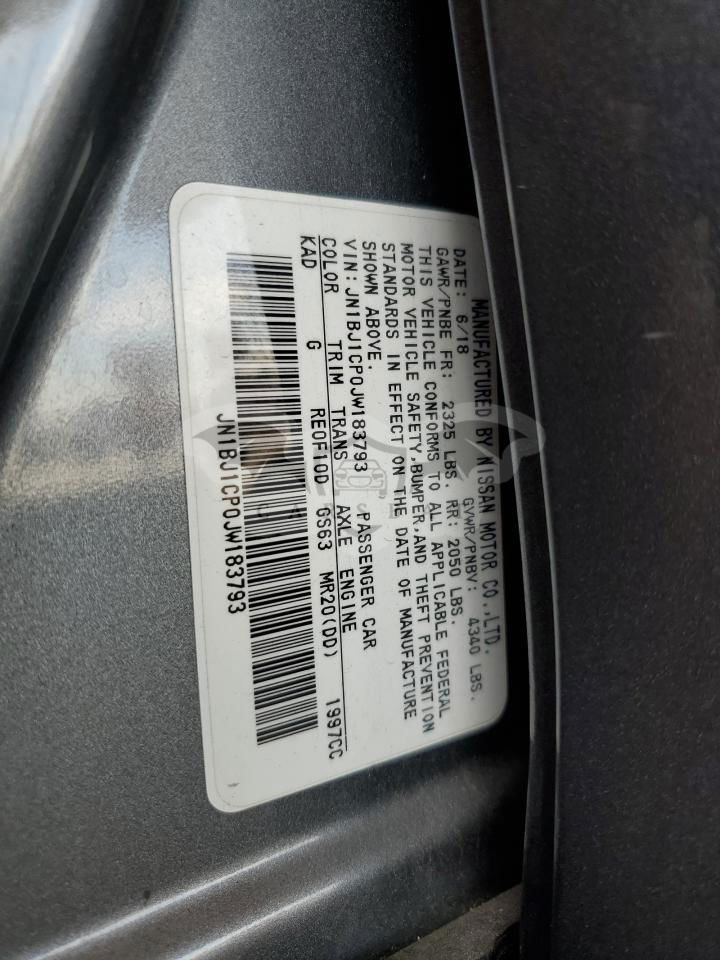 MANUFACTURED BY NISSAN MOTOR CO.,LTD.
DATE: 6/18 GVWR/PNBV: 4340 LBS.
GAWR/PNBE FR: 2325 LBS. RR: 2050 LBS.
THIS VEHICLE CONFORMS TO ALL APPLICABLE FEDERAL
MOTOR VEHICLE SAFETY,BUMPER,AND THEFT PREVENTION
STANDARDS IN EFFECT ON THE DATE OF MANUFACTURE
SHOWN ABOVE.
VIN: JN1BJ1CP0JW183793 PASSENGER CAR
COLOR TRIM TRANS AXLE ENGINE
KAD G RE0F10D GS63 MR20(DD) 1997CC
JN1BJ1CP0JW183793